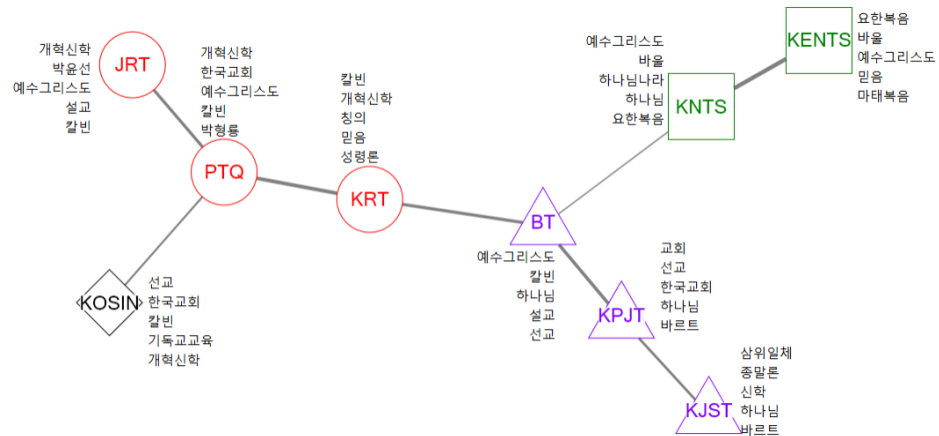 개혁신학
박윤선
예수그리스도
설교
칼빈
JRT
개혁신학
한국교회
예수그리스도
칼빈
박형룡
PTQ
칼빈
개혁신학
칭의
믿음
성령론
KRT
예수그리스도
바울
하나님나라
하나님
요한복음
KNTS
KENTS
요한복음
바울
예수그리스도
믿음
마태복음
BT
예수그리스도
칼빈
하나님
설교
선교
KOSIN
선교
한국교회
칼빈
기독교교육
개혁신학
KPJT
교회
선교
한국교회
하나님
바르트
KJST
삼위일체
종말론
신학
하나님
바르트